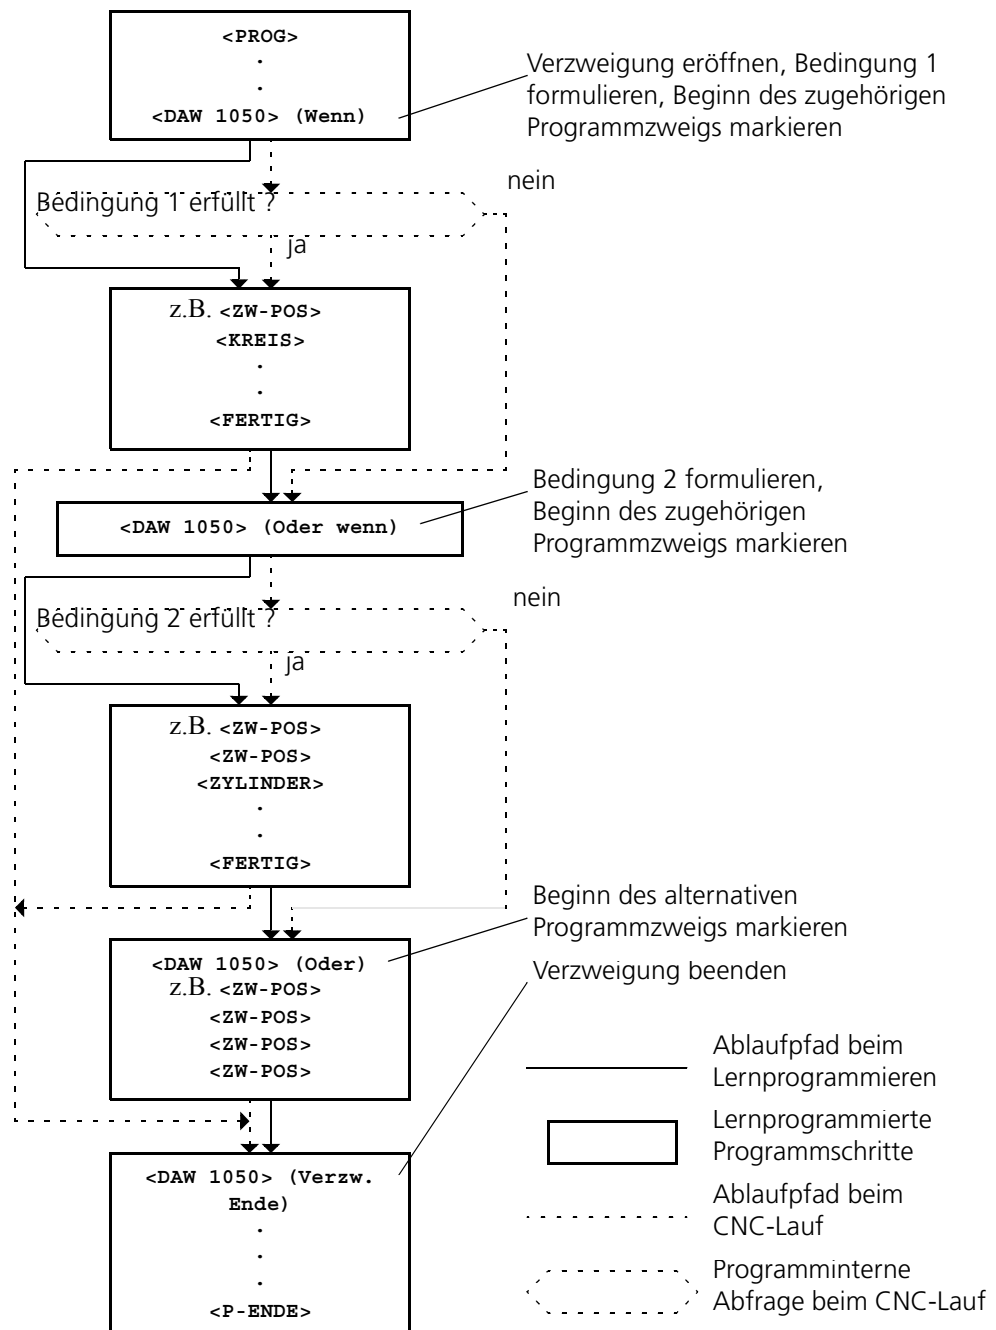 <PROG>
.
.
<DAW 1050> (Wenn)
Verzweigung eröffnen, Bedingung 1
formulieren, Beginn des zugehörigen
Programmzweigs markieren
nein
Bedingung 1 erfüllt ?
ja
z.B. <ZW-POS>
<KREIS>
.
.
<FERTIG>
Bedingung 2 formulieren,
Beginn des zugehörigen
Programmzweigs markieren
<DAW 1050> (Oder wenn)
nein
Bedingung 2 erfüllt ?
ja
z.B. <ZW-POS>
<ZW-POS>
<ZYLINDER>
.
.
<FERTIG>
Beginn des alternativen
Programmzweigs markieren
<DAW 1050> (Oder)
z.B. <ZW-POS>
<ZW-POS>
<ZW-POS>
<ZW-POS>
Verzweigung beenden
<DAW 1050> (Verzw.
Ende)
.
.
.
<P-ENDE>
Ablaufpfad beim
Lernprogrammieren
Lernprogrammierte
Programmschritte
Ablaufpfad beim
CNC-Lauf
Programminterne
Abfrage beim CNC-Lauf